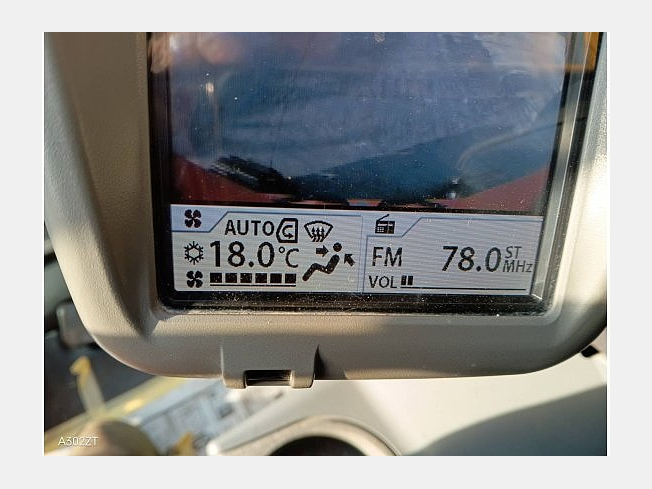 AUTO
18.0°C
FM 78.0 ST MHz
VOL
A302ZT